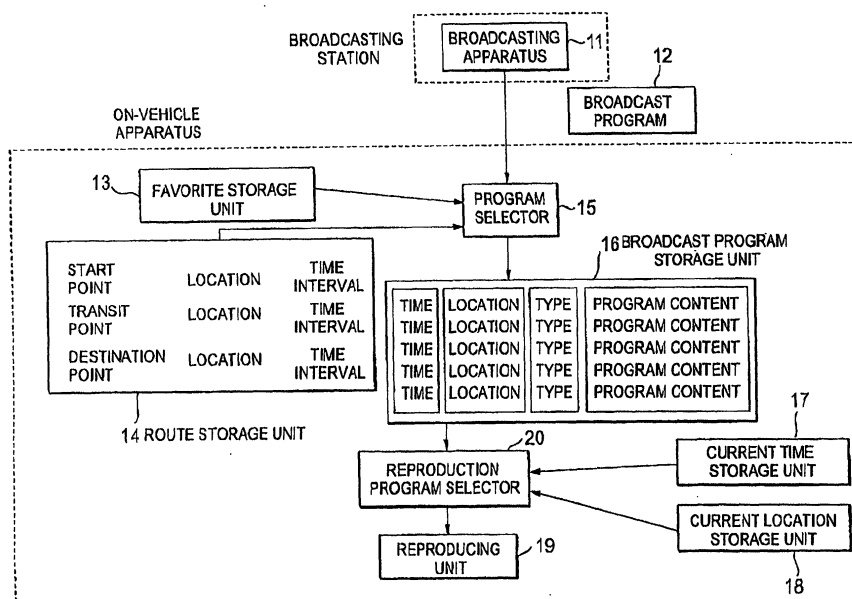 BROADCASTING
STATION
BROADCASTING
APPARATUS
11
12
BROADCAST
PROGRAM
ON-VEHICLE
APPARATUS
13
FAVORITE STORAGE
UNIT
PROGRAM
SELECTOR
15
START
POINT
LOCATION
TIME
INTERVAL
TRANSIT
POINT
LOCATION
TIME
INTERVAL
DESTINATION
POINT
LOCATION
TIME
INTERVAL
14 ROUTE STORAGE UNIT
16 BROADCAST PROGRAM
STORAGE UNIT
TIME LOCATION TYPE PROGRAM CONTENT
TIME LOCATION TYPE PROGRAM CONTENT
TIME LOCATION TYPE PROGRAM CONTENT
TIME LOCATION TYPE PROGRAM CONTENT
TIME LOCATION TYPE PROGRAM CONTENT
20
REPRODUCTION
PROGRAM SELECTOR
17
CURRENT TIME
STORAGE UNIT
CURRENT LOCATION
STORAGE UNIT
18
REPRODUCING
UNIT
19